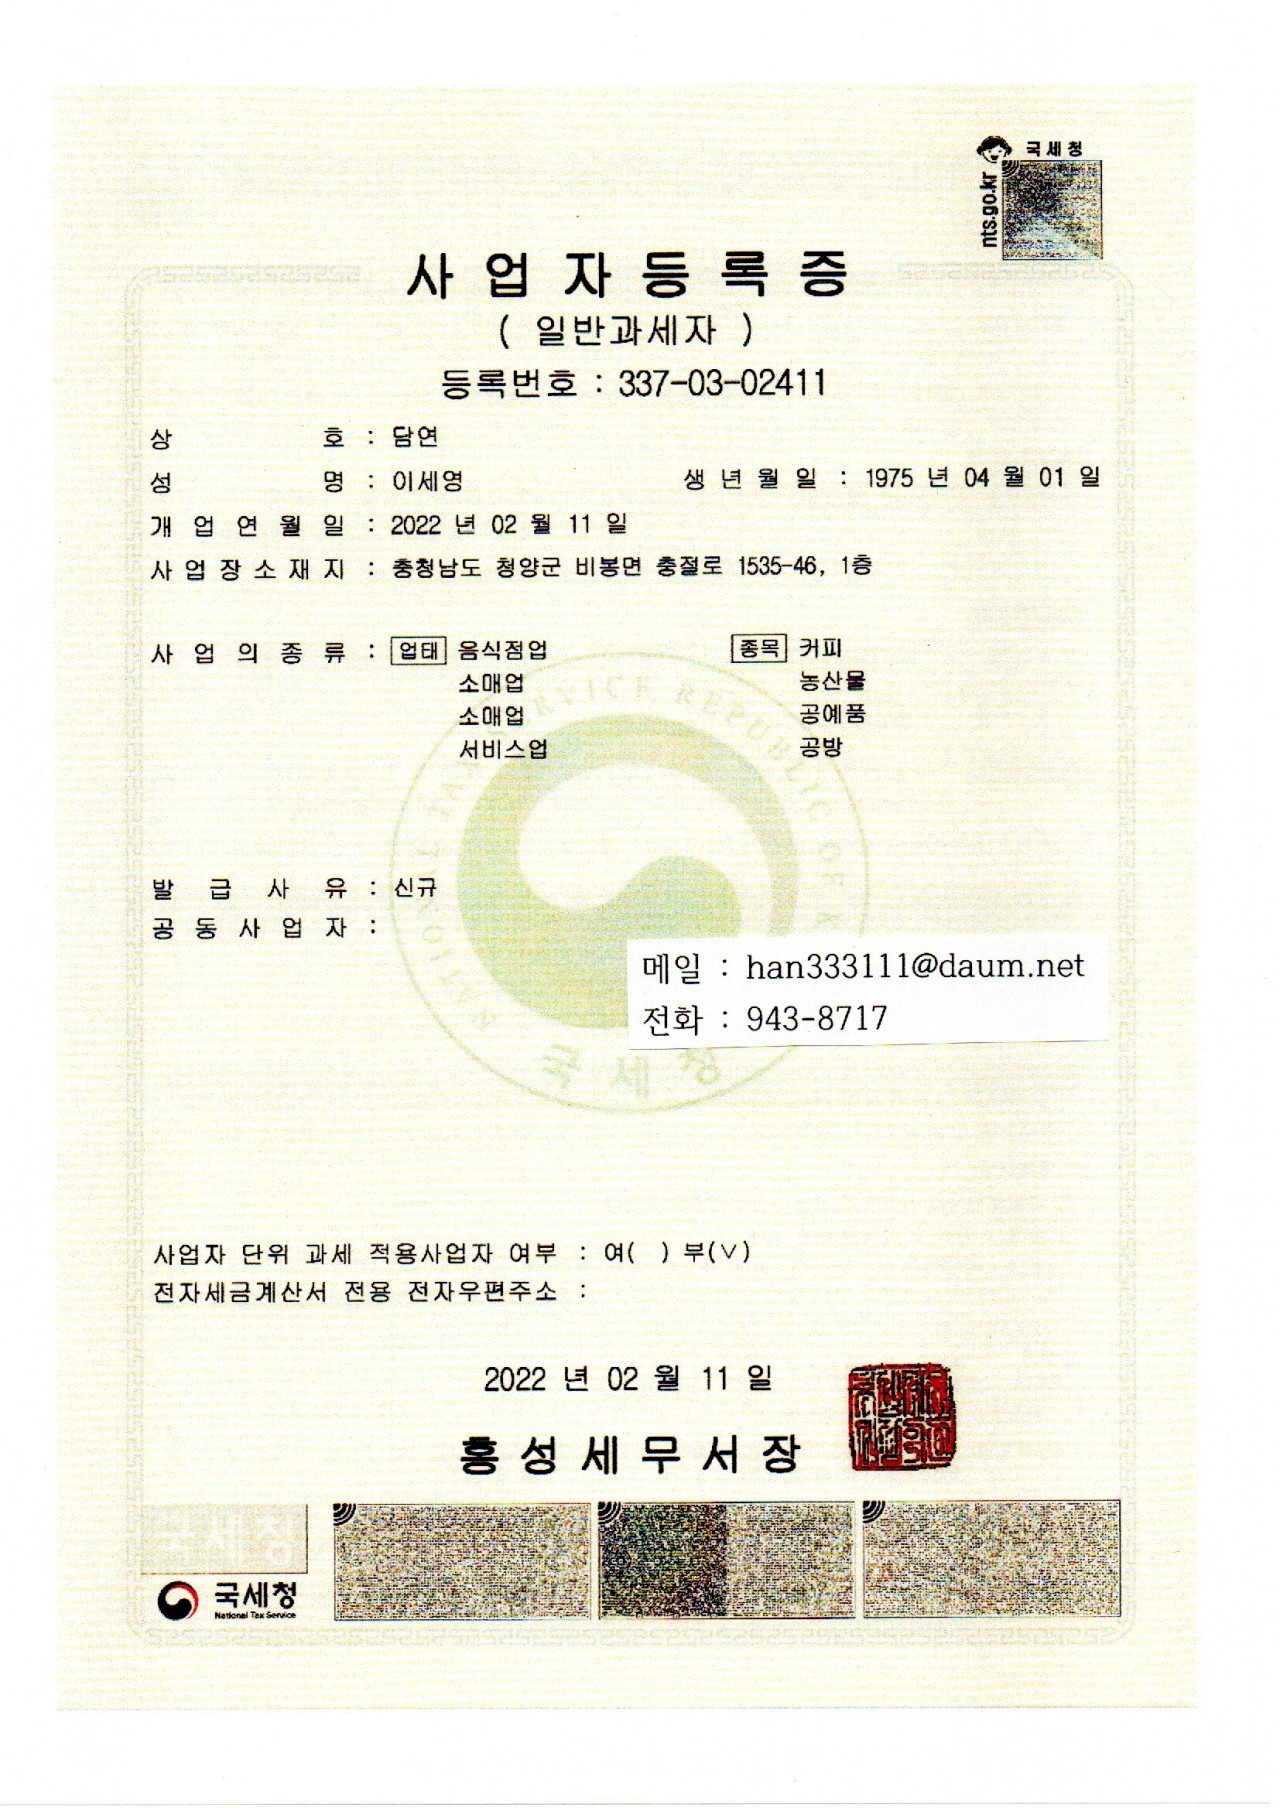 국세청
nts.go.kr
사업자등록증
( 일반과세자 )
등록번호 : 337-03-02411
상 호 : 담연
성 명 : 이세영 생년월일 : 1975 년 04 월 01 일
개업연월일 : 2022 년 02 월 11 일
사업장소재지 : 충청남도 청양군 비봉면 충절로 1535-46, 1층
사업의종류 : 업태 음식점업 종목 커피
소매업 농산물
소매업 공예품
서비스업 공방
발급사유 : 신규
공동사업자 :
메일 : han333111@daum.net
전화 : 943-8717
국세청
사업자 단위 과세 적용사업자 여부 : 여( ) 부(∨)
전자세금계산서 전용 전자우편주소 :
2022 년 02 월 11 일
홍성세무서장
국세청
국세청
National Tax Service